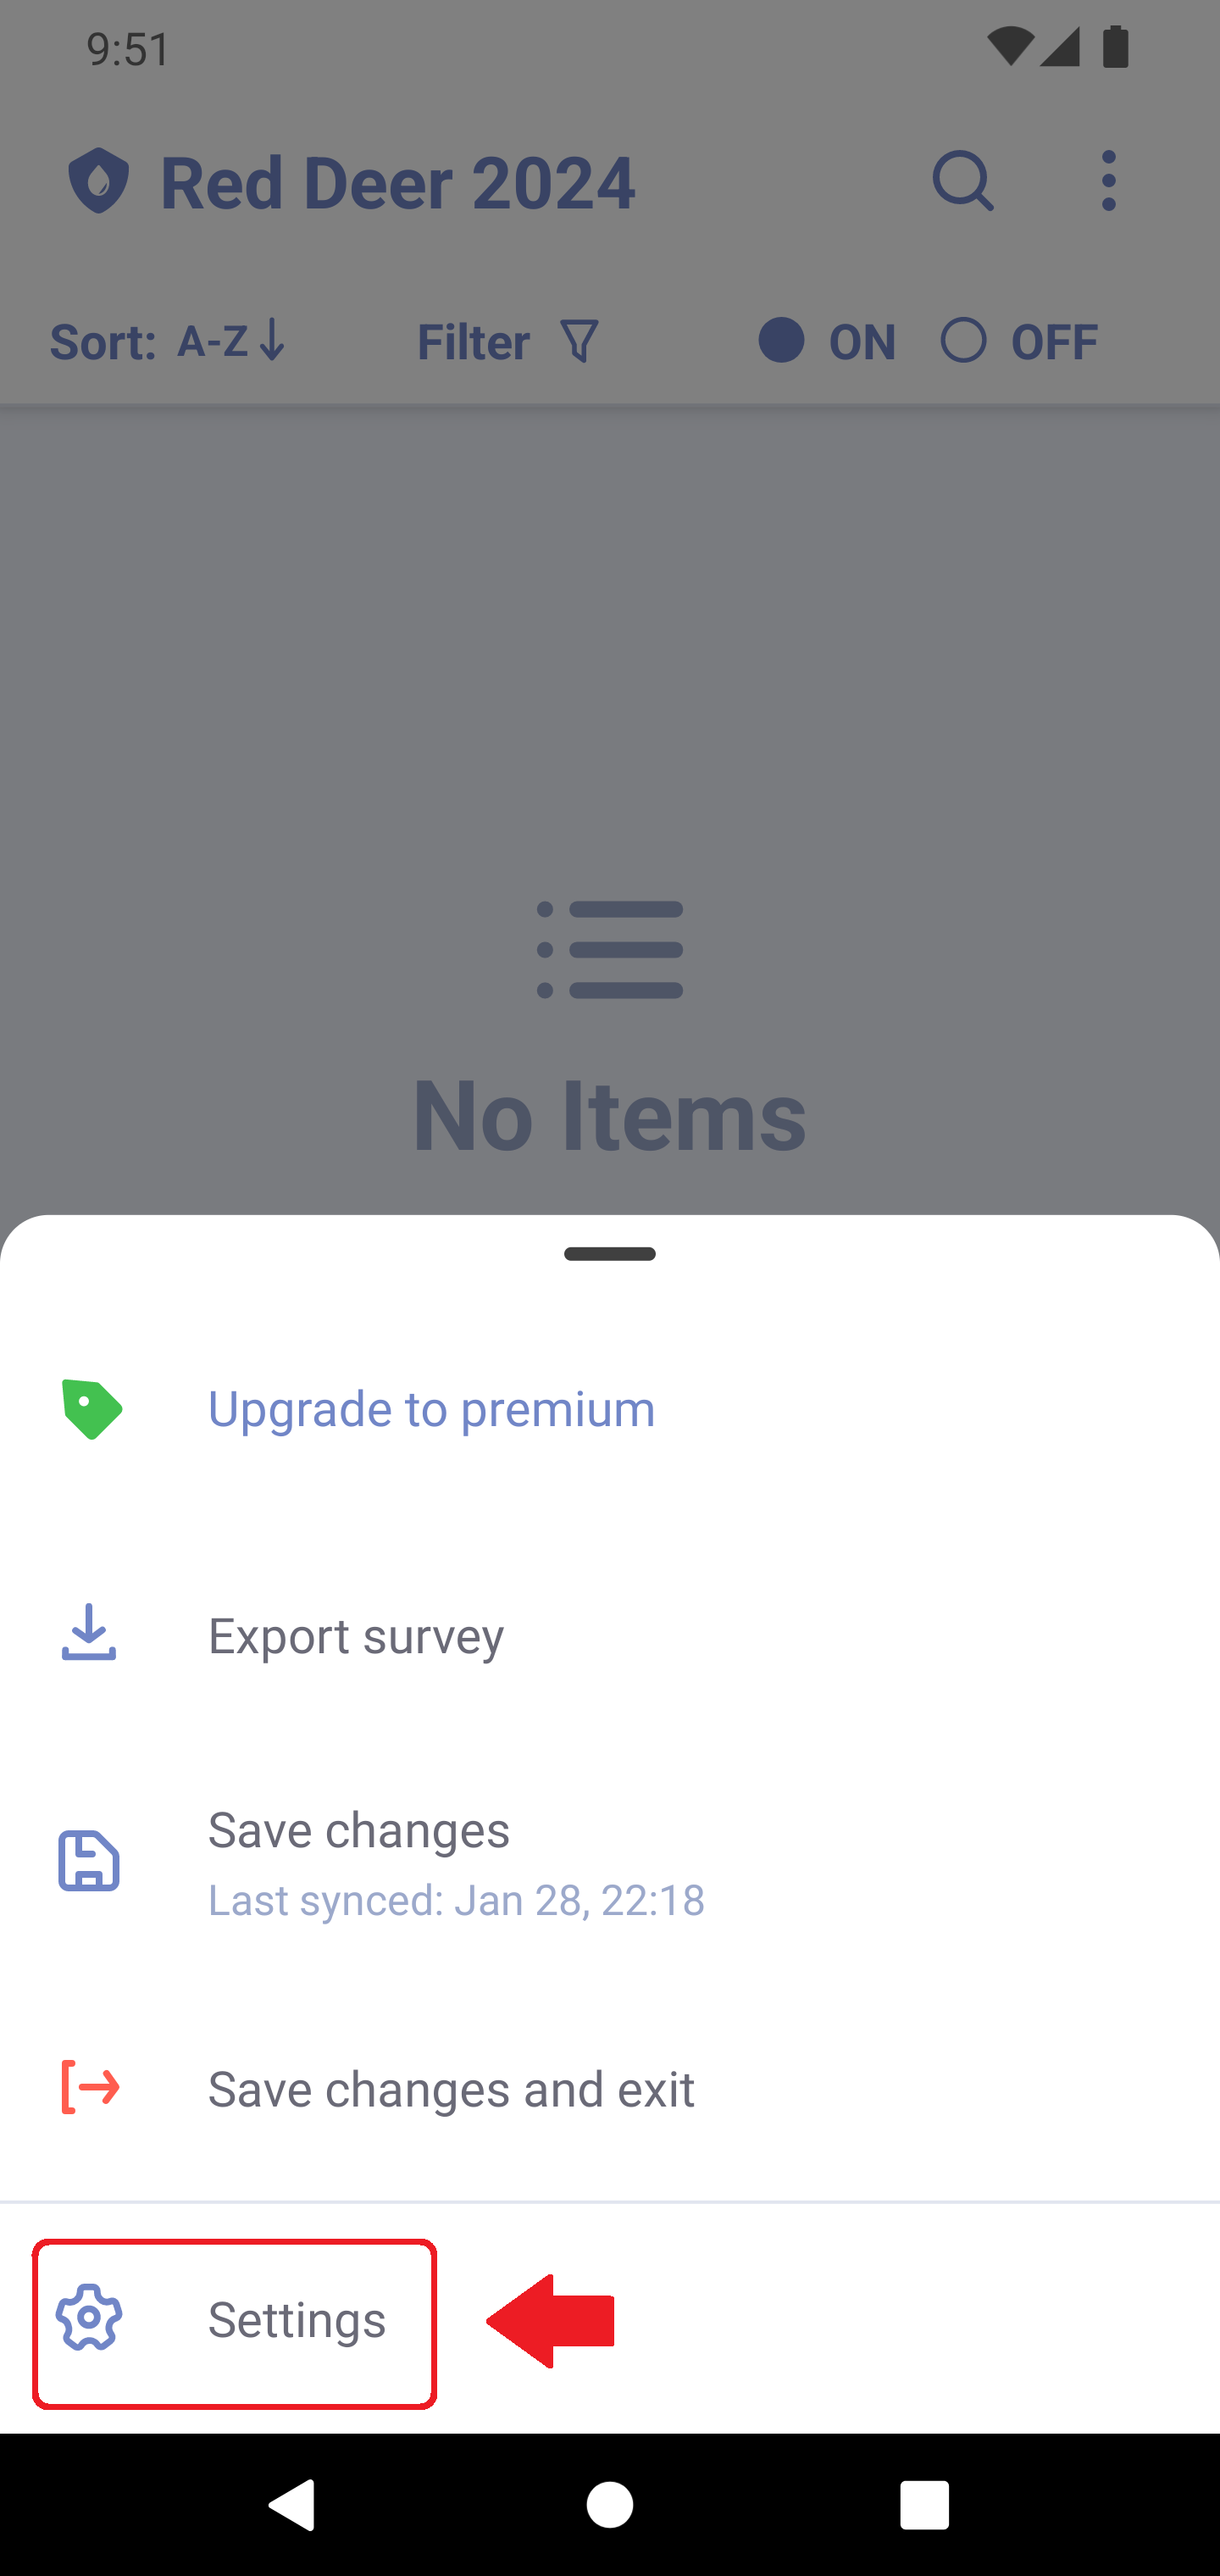 9:51
Red Deer 2024
Sort: A-Z Filter ON OFF
No Items
Upgrade to premium
Export survey
Save changes
Last synced: Jan 28, 22:18
Save changes and exit
Settings